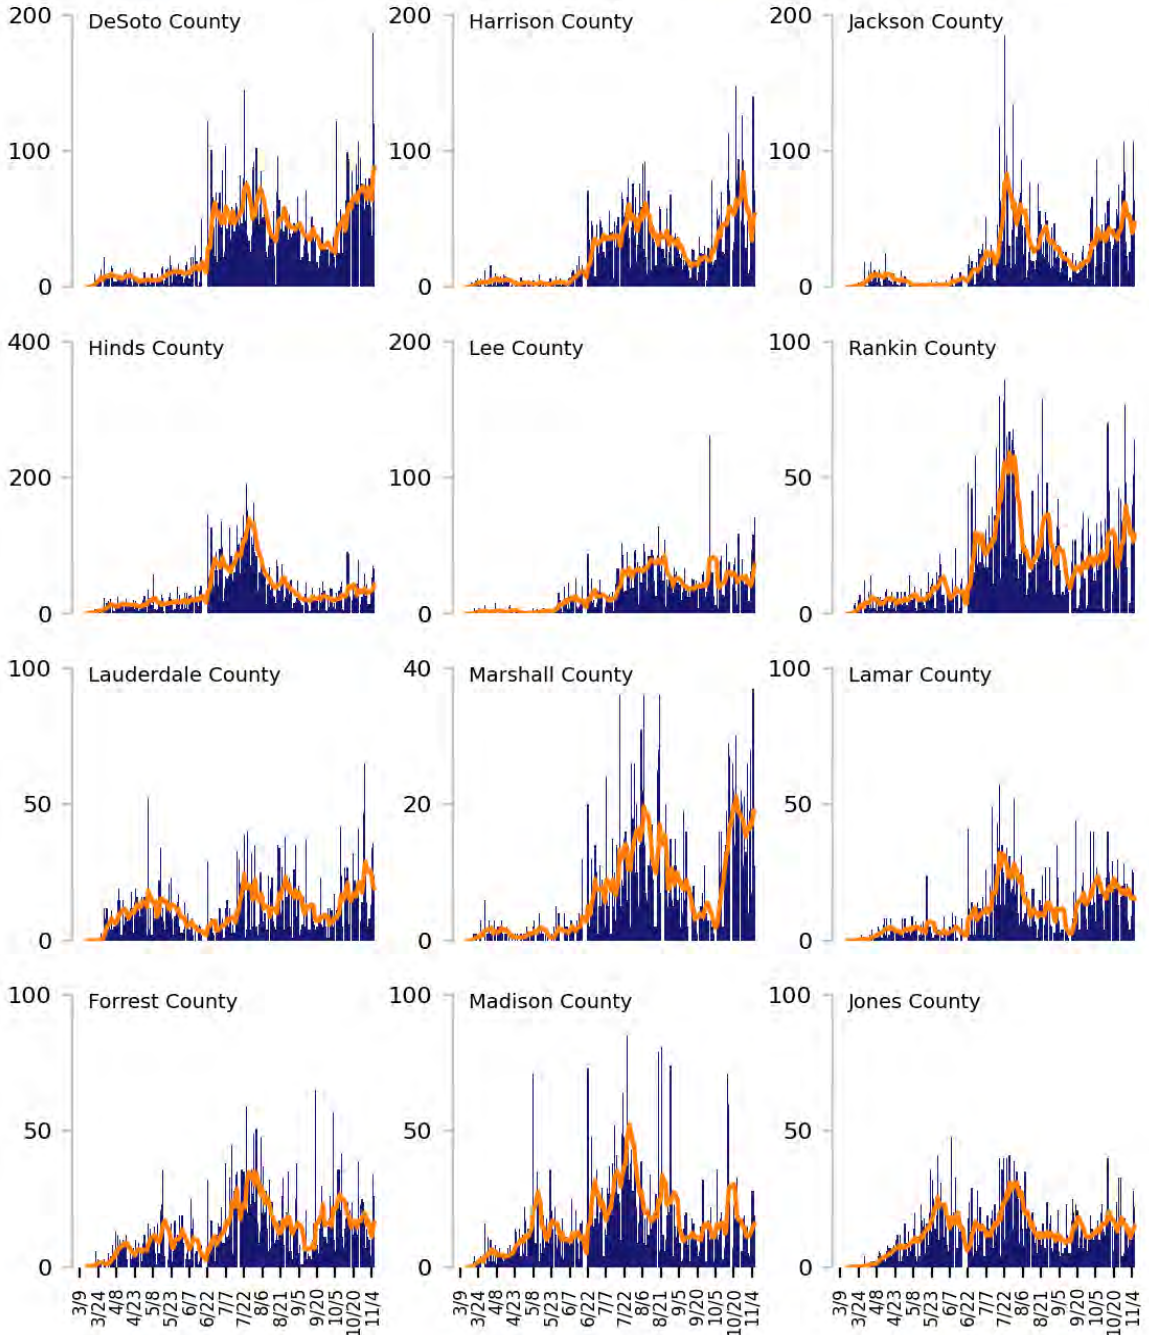 200 DeSoto County 200 Harrison County 200 Jackson County
100 100 100
0 0 0
400 Hinds County 200 Lee County 100 Rankin County
200 100 50
0 0 0
100 Lauderdale County 40 Marshall County 100 Lamar County
50 20 50
0 0 0
100 Forrest County 100 Madison County 100 Jones County
50 50 50
0 0 0
3/9 3/24 4/8 4/23 5/8 5/23 6/7 6/22 7/7 7/22 8/6 8/21 9/5 9/20 10/5 10/20 11/4 3/9 3/24 4/8 4/23 5/8 5/23 6/7 6/22 7/7 7/22 8/6 8/21 9/5 9/20 10/5 10/20 11/4 3/9 3/24 4/8 4/23 5/8 5/23 6/7 6/22 7/7 7/22 8/6 8/21 9/5 9/20 10/5 10/20 11/4